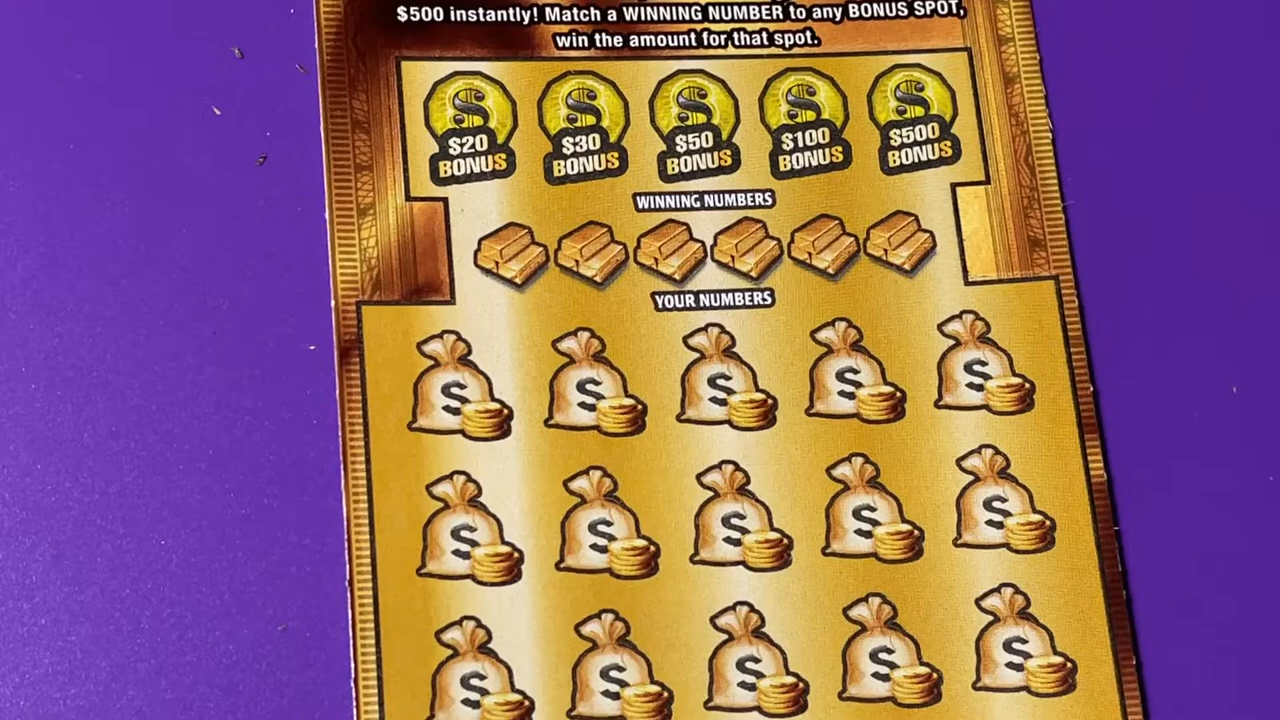 $500 instantly! Match a WINNING NUMBER to any BONUS SPOT,
win the amount for that spot.
$ $ $ $ $
$20 $30 $50 $100 $500
BONUS BONUS BONUS BONUS BONUS
WINNING NUMBERS
YOUR NUMBERS
$ $ $ $ $
$ $ $ $ $
$ $ $ $ $